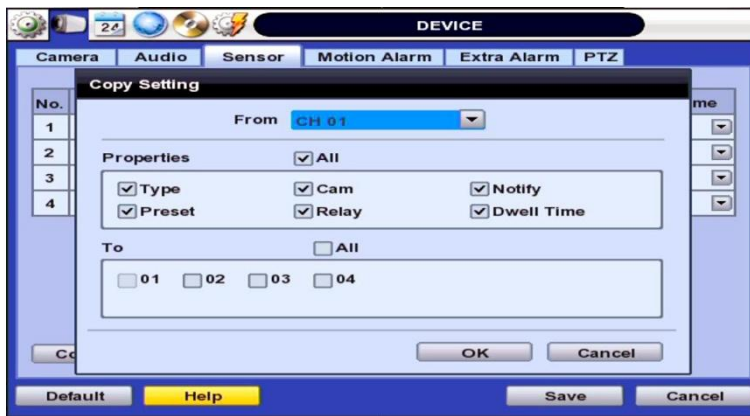 24 DEVICE
Camera Audio Sensor Motion Alarm Extra Alarm PTZ
Copy Setting
No. me
From CH 01
1
2 Properties All
3 Type Cam Notify
4 Preset Relay Dwell Time
To All
01 02 03 04
Co OK Cancel
Default Help Save Cancel